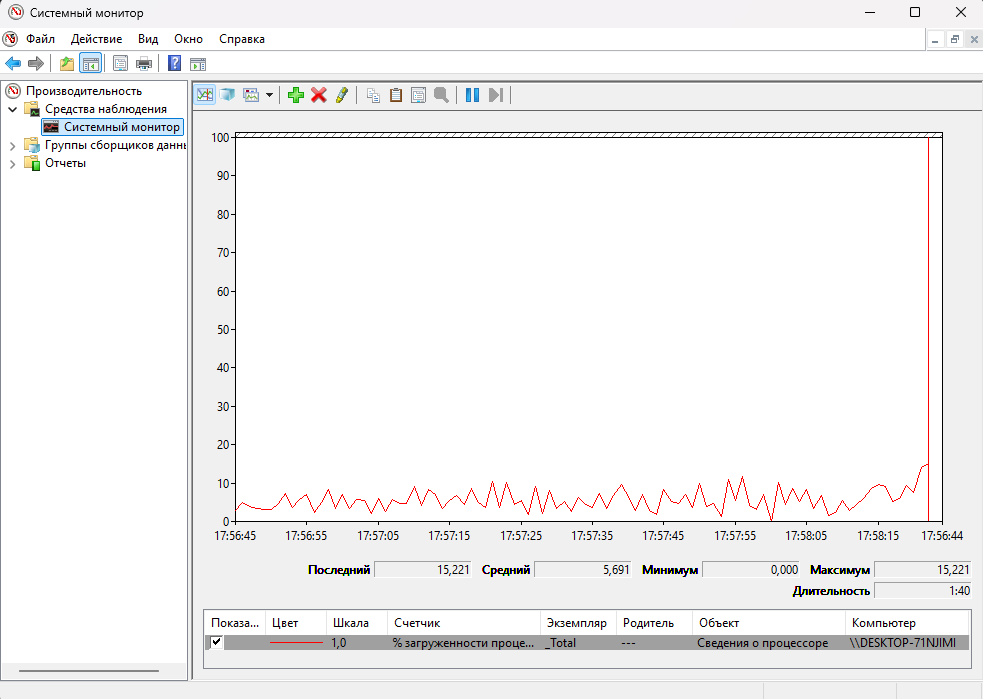 Системный монитор
Файл Действие Вид Окно Справка
Производительность
Средства наблюдения
Системный монитор
Группы сборщиков данны
Отчеты
100
90
80
70
60
50
40
30
20
10
0
17:56:45 17:56:55 17:57:05 17:57:15 17:57:25 17:57:35 17:57:45 17:57:55 17:58:05 17:58:15 17:56:44
Последний 15,221 Средний 5,691 Минимум 0,000 Максимум 15,221
Длительность 1:40
Показа... Цвет Шкала Счетчик Экземпляр Родитель Объект Компьютер
1,0 % загруженности проце... _Total --- Сведения о процессоре \\DESKTOP-71NJIMI